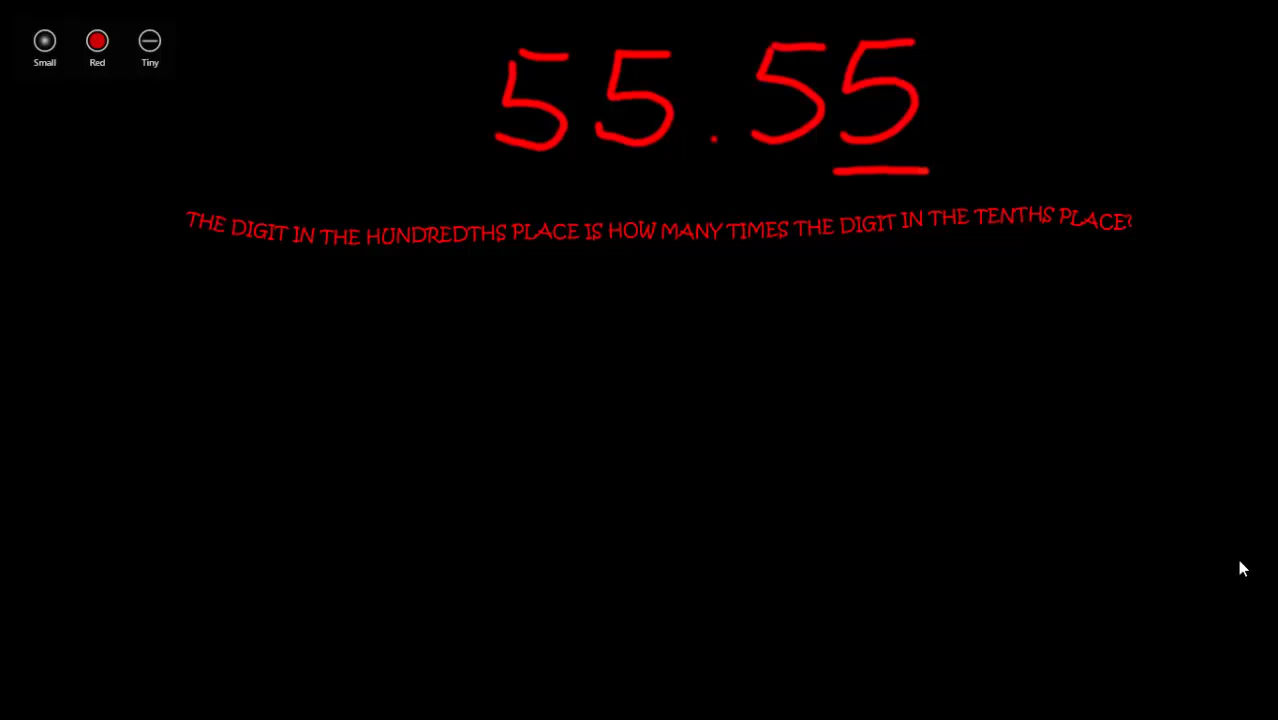 Small Red Tiny
55.55
THE DIGIT IN THE HUNDREDTHS PLACE IS HOW MANY TIMES THE DIGIT IN THE TENTHS PLACE?